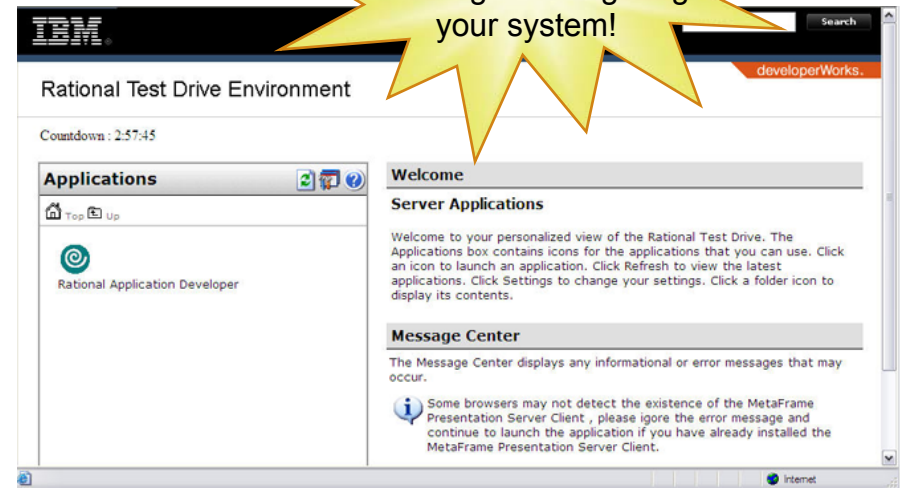 your system!
IBM.
Search
developerWorks.
Rational Test Drive Environment
Countdown : 2:57:45
Applications
Top Up
Rational Application Developer
Welcome
Server Applications
Welcome to your personalized view of the Rational Test Drive. The
Applications box contains icons for the applications that you can use. Click
an icon to launch an application. Click Refresh to view the latest
applications. Click Settings to change your settings. Click a folder icon to
display its contents.
Message Center
The Message Center displays any informational or error messages that may
occur.
Some browsers may not detect the existence of the MetaFrame
Presentation Server Client , please igore the error message and
continue to launch the application if you have already installed the
MetaFrame Presentation Server Client.
Internet